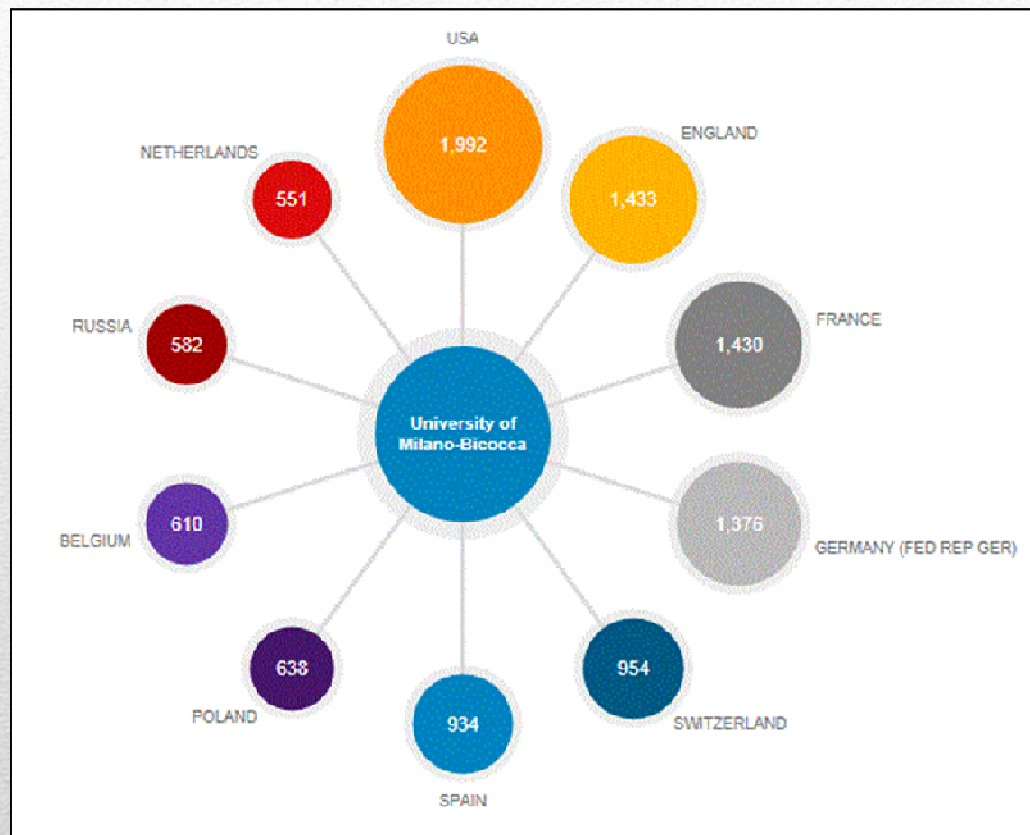 USA
1,992
ENGLAND
1,433
FRANCE
1,430
GERMANY (FED REP GER)
1,376
SWITZERLAND
954
SPAIN
934
POLAND
638
BELGIUM
610
RUSSIA
582
NETHERLANDS
551
University of
Milano-Bicocca